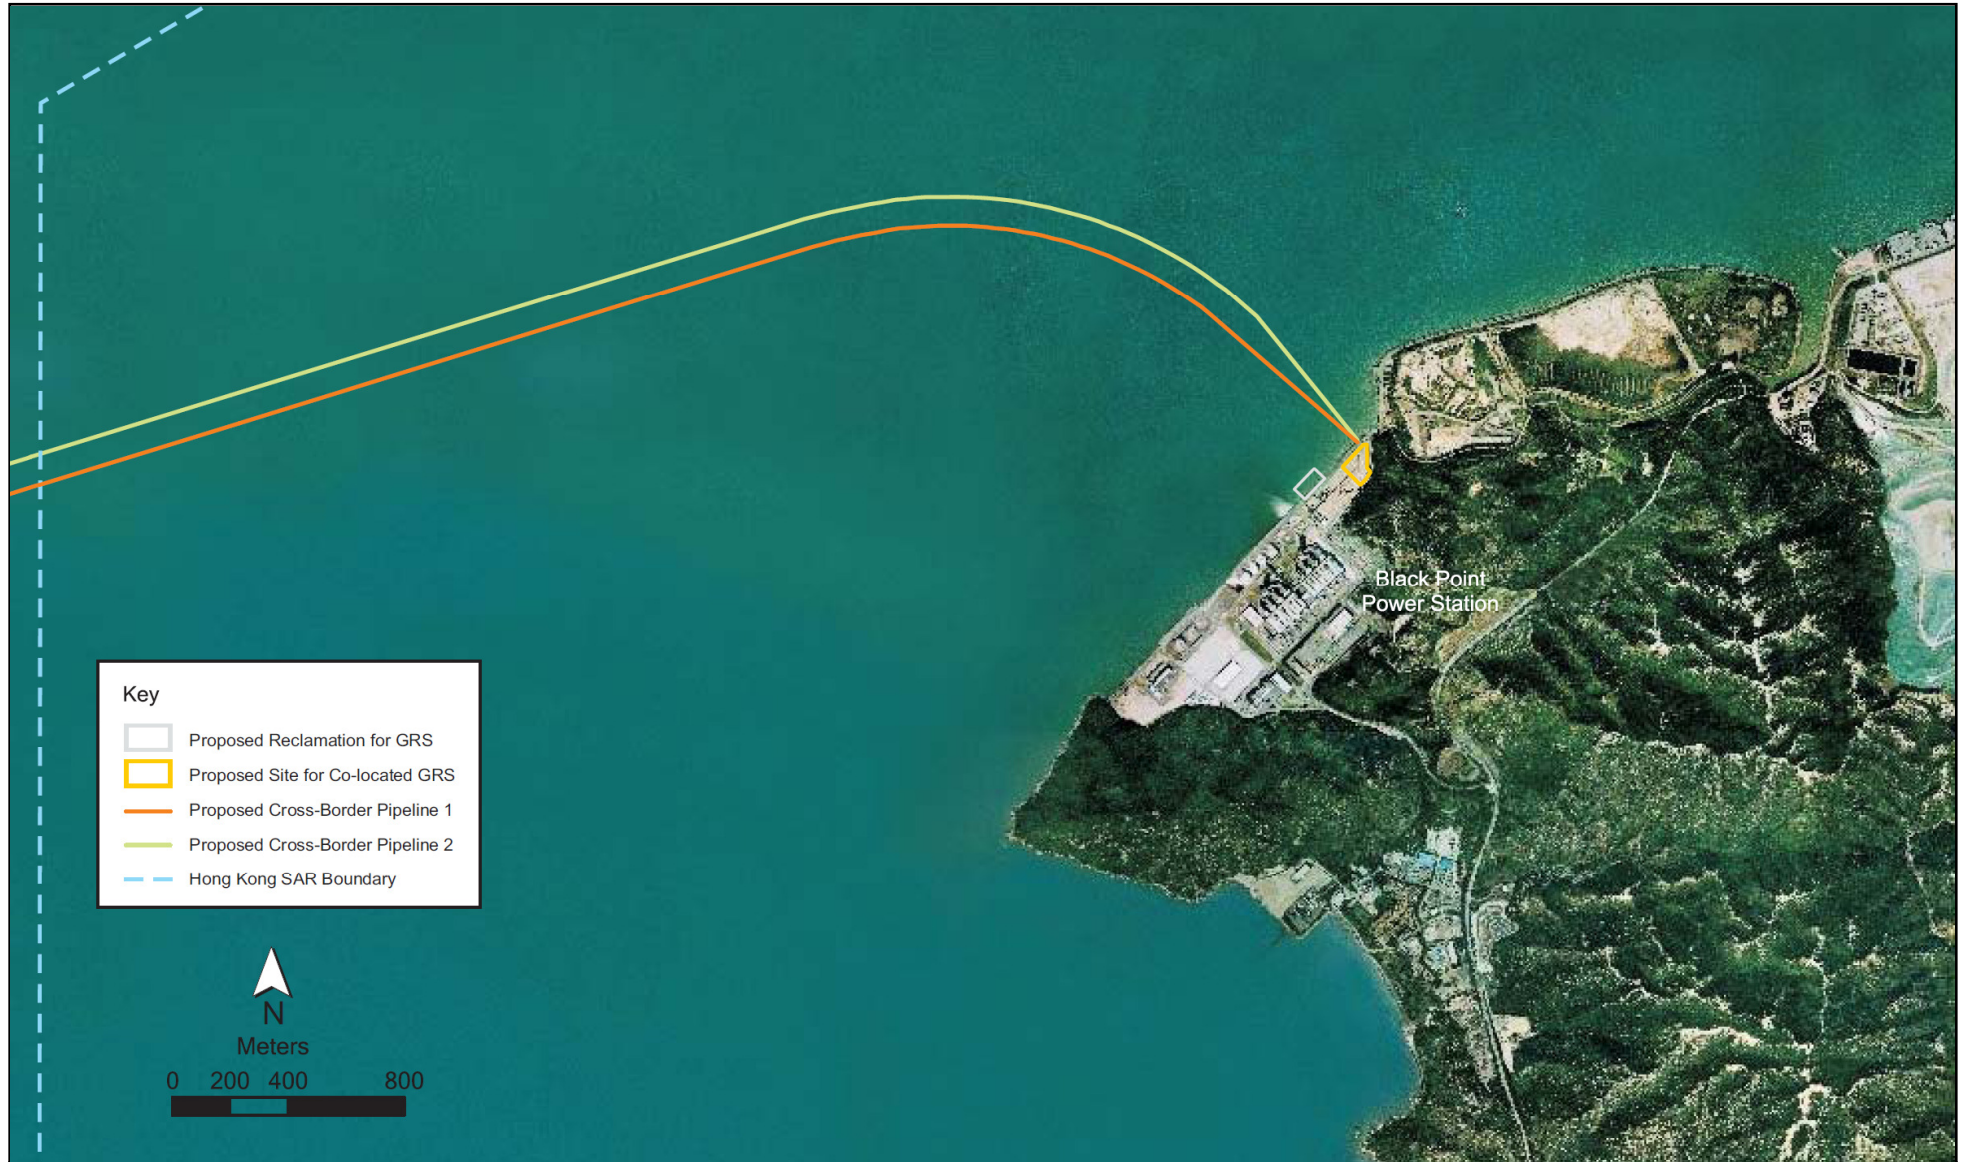 Black Point
Power Station
Key
Proposed Reclamation for GRS
Proposed Site for Co-located GRS
Proposed Cross-Border Pipeline 1
Proposed Cross-Border Pipeline 2
Hong Kong SAR Boundary
N
Meters
0 200 400 800